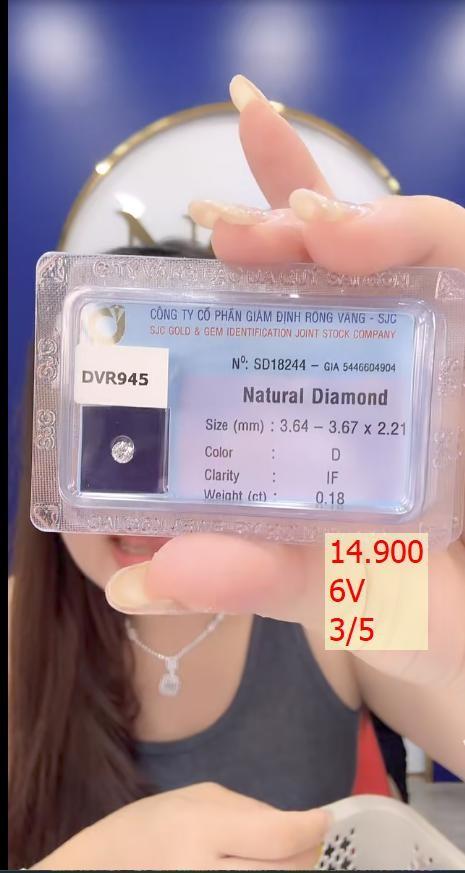 CÔNG TY CỔ PHẦN GIÁM ĐỊNH RỒNG VÀNG - SJC
SJC GOLD & GEM IDENTIFICATION JOINT STOCK COMPANY
Nº: SD18244 – GIA 5446604904
DVR945
Natural Diamond
Size (mm) : 3.64 – 3.67 x 2.21
Color : D
Clarity : IF
Weight (ct) : 0.18
SJC
SJC
14.900
6V
3/5